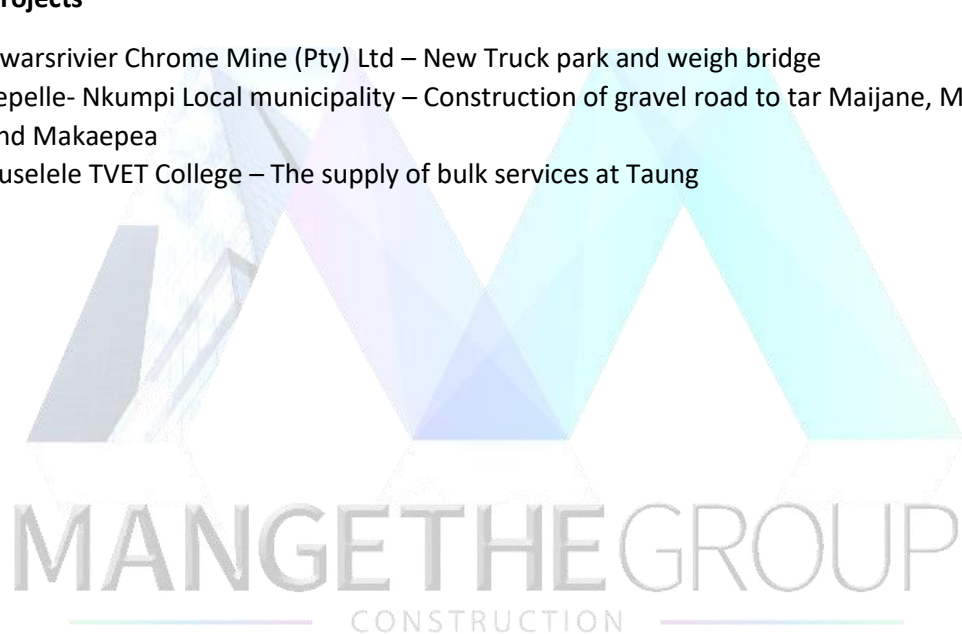 rojects
warsrivier Chrome Mine (Pty) Ltd – New Truck park and weigh bridge
epelle- Nkumpi Local municipality – Construction of gravel road to tar Maijane, M
nd Makaepea
uselele TVET College – The supply of bulk services at Taung
MANGETHEGROUP
CONSTRUCTION